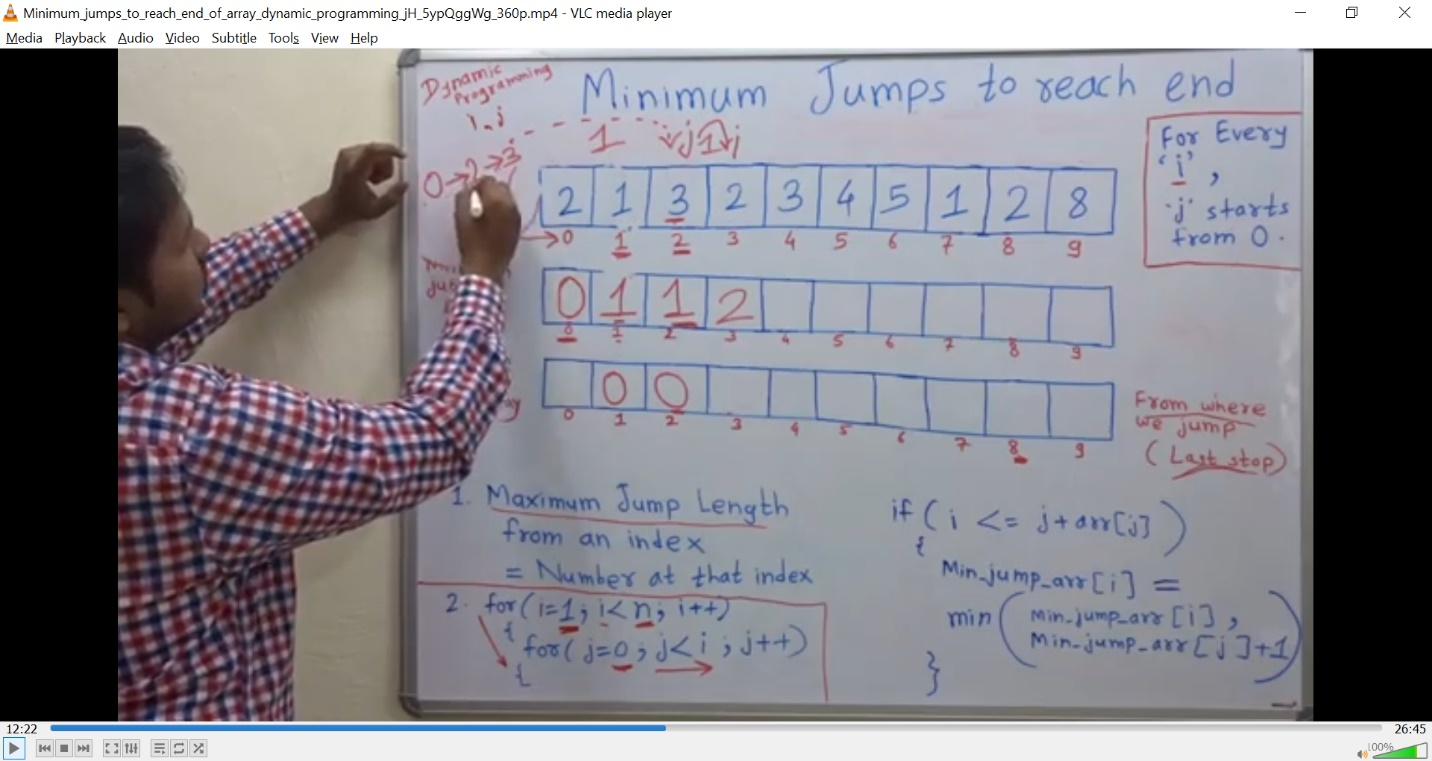 Minimum_jumps_to_reach_end_of_array_dynamic_programming_jH_5ypQggWg_360p.mp4 - VLC media player
Media Playback Audio Video Subtitle Tools View Help
Dynamic
Programming
Minimum Jumps to reach end
i, j
1 j 1 j
0 → 2 → 3
For Every
'i',
'j' starts
from 0.
2 1 3 2 3 4 5 1 2 8
0 1 2 3 4 5 6 7 8 9
0 1 1 2
0 1 2 3 4 5 6 7 8 9
0 0
0 1 2 3 4 5 6 7 8 9
From where
we jump
(Last stop)
1. Maximum Jump Length
from an index
= Number at that index
2. for(i=1; i<n; i++)
{ for( j=0; j<i ; j++)
{
if ( i <= j+arr[j] )
{
Min_jump_arr[i] =
min ( Min_jump_arr[i] ,
Min_jump_arr[j]+1 )
}
12:22 26:45
100%